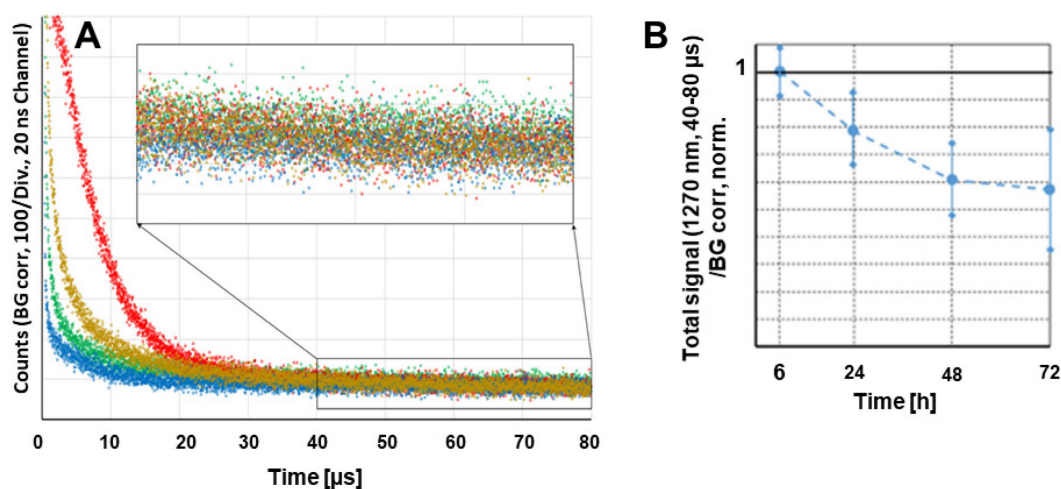 A
Counts (BG corr, 100/Div., 20 ns Channel)
0 10 20 30 40 50 60 70 80
Time [µs]
B
Total signal (1270 nm, 40-80 µs)
/BG corr, norm.
1
6 24 48 72
Time [h]